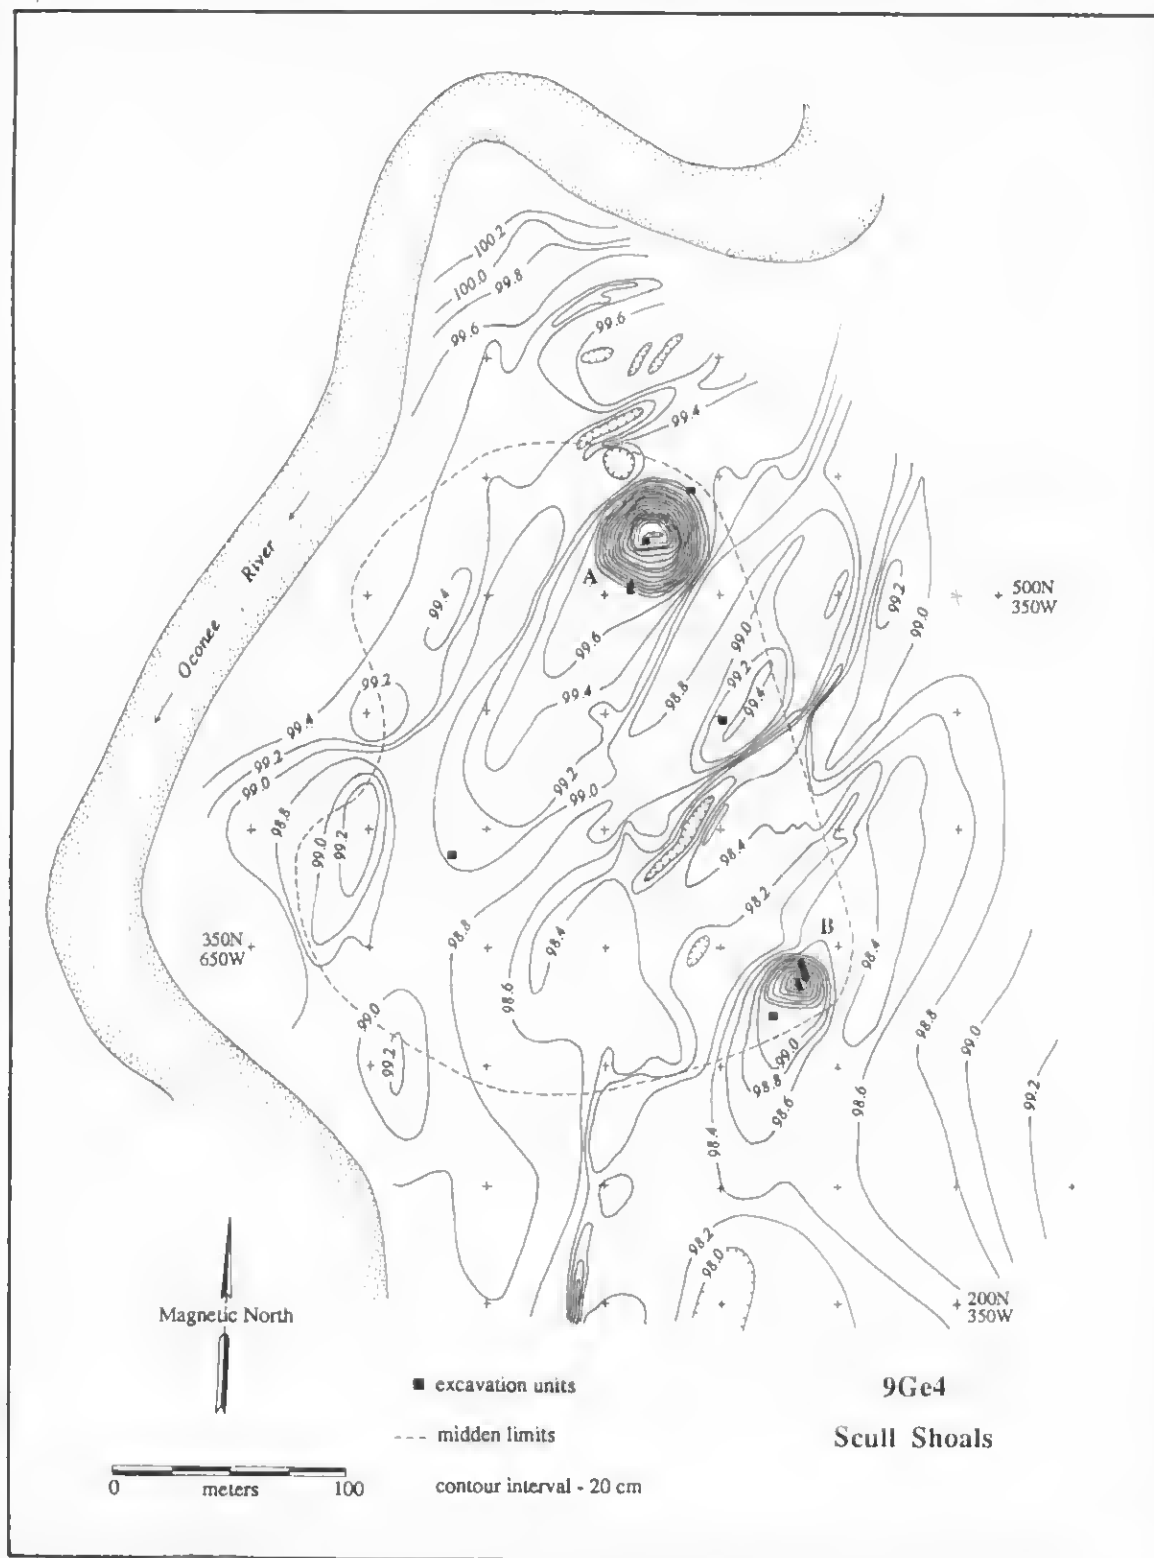 100.2
100.0
99.8
99.6
99.6
99.4
Oconee River
A
99.4
99.2
99.0
500N
350W
99.6
99.0
99.2
99.2
99.4
99.4
98.8
99.4
99.2
99.2
99.0
99.0
99.2
99.0
98.8
99.0
99.2
98.4
98.2
B
350N
650W
98.8
98.4
98.4
98.6
98.8
99.0
99.0
99.2
99.0
98.8
98.6
98.6
99.2
98.4
98.2
98.0
200N
350W
Magnetic North
excavation units
9Ge4
midden limits
Scull Shoals
0 meters 100
contour interval - 20 cm